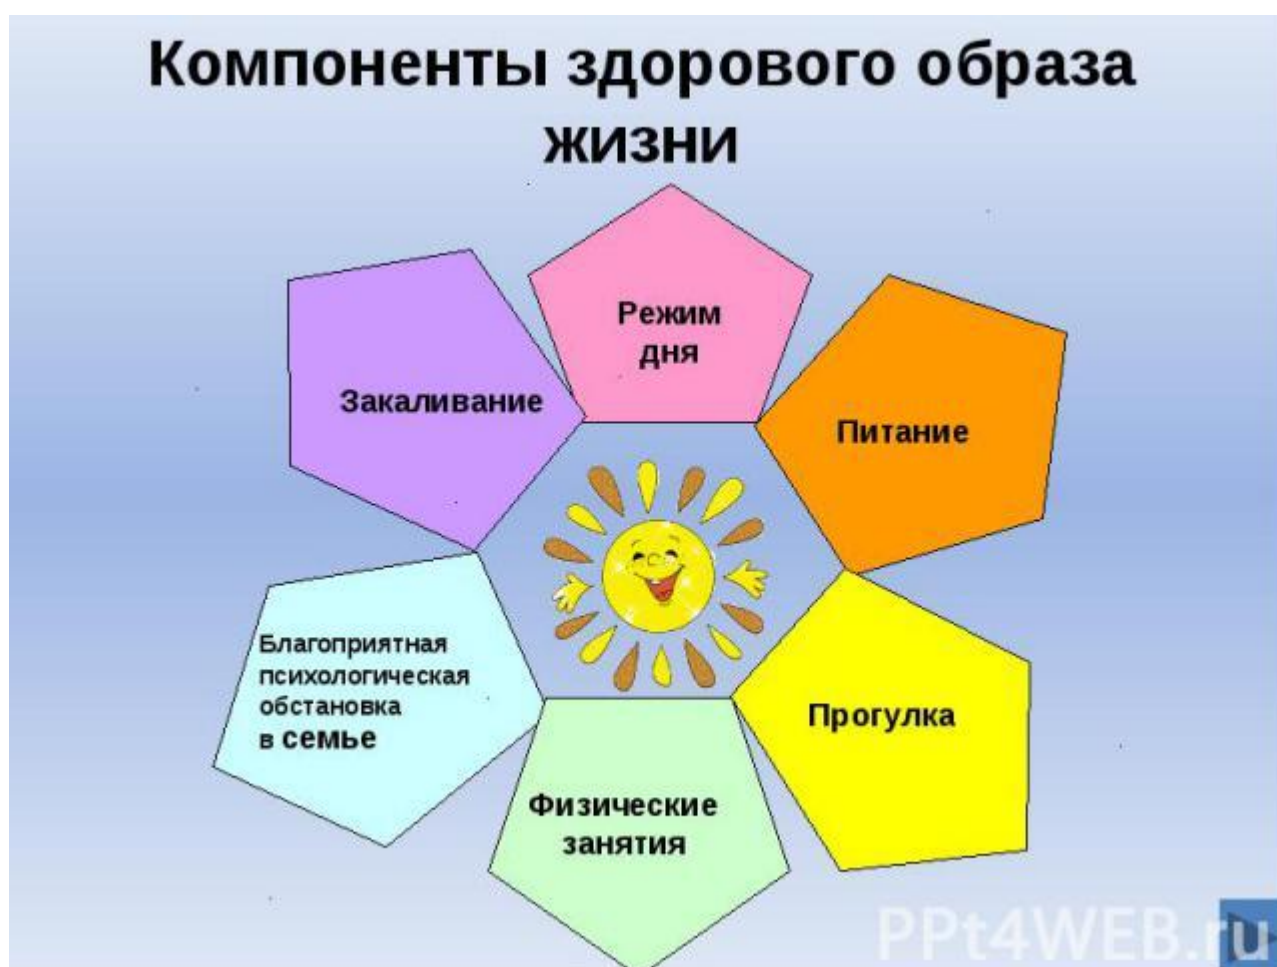 Компоненты здорового образа
жизни
Режим
дня
Закаливание
Питание
Благоприятная
психологическая
обстановка
в семье
Прогулка
Физические
занятия
PPt4WEB.ru